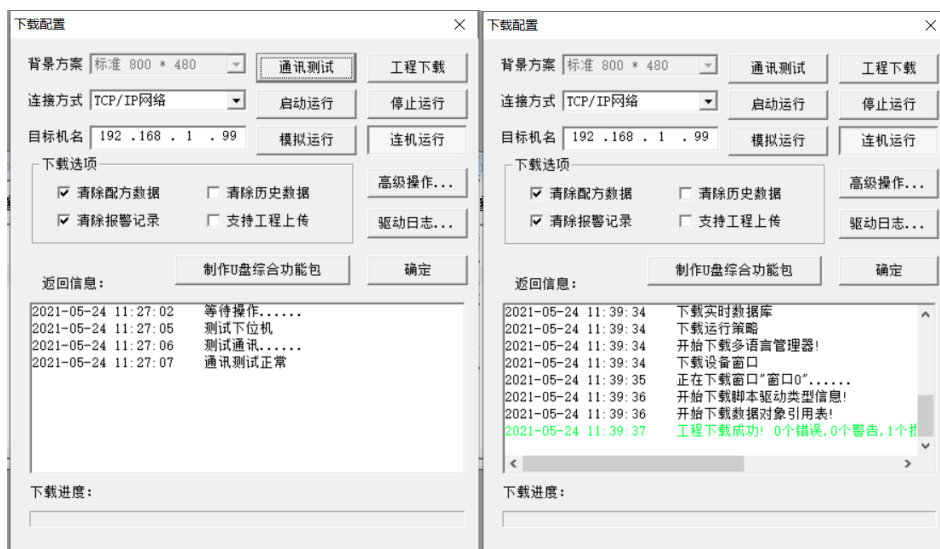 下载配置
背景方案 标准 800 * 480 通讯测试 工程下载
连接方式 TCP/IP网络 启动运行 停止运行
目标机名 192 .168 . 1 . 99 模拟运行 连机运行
下载选项
清除配方数据 清除历史数据 高级操作...
清除报警记录 支持工程上传 驱动日志...
制作U盘综合功能包 确定
返回信息:
2021-05-24 11:27:02 等待操作......
2021-05-24 11:27:05 测试下位机
2021-05-24 11:27:06 测试通讯......
2021-05-24 11:27:07 通讯测试正常
下载进度:
下载配置
背景方案 标准 800 * 480 通讯测试 工程下载
连接方式 TCP/IP网络 启动运行 停止运行
目标机名 192 .168 . 1 . 99 模拟运行 连机运行
下载选项
清除配方数据 清除历史数据 高级操作...
清除报警记录 支持工程上传 驱动日志...
制作U盘综合功能包 确定
返回信息:
2021-05-24 11:39:34 下载实时数据库
2021-05-24 11:39:34 下载运行策略
2021-05-24 11:39:34 开始下载多语言管理器!
2021-05-24 11:39:34 下载设备窗口
2021-05-24 11:39:35 正在下载窗口"窗口0"......
2021-05-24 11:39:36 开始下载脚本驱动类型信息!
2021-05-24 11:39:36 开始下载数据对象引用表!
2021-05-24 11:39:37 工程下载成功! 0个错误,0个警告,1个
下载进度: